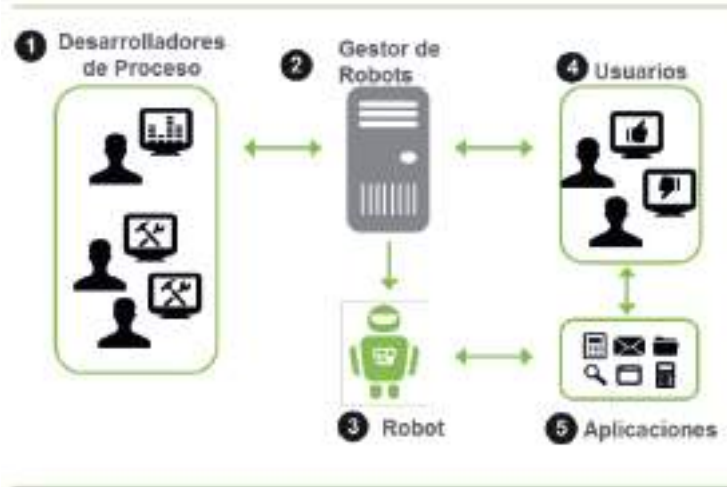 1 Desarrolladores
de Proceso
2 Gestor de
Robots
4 Usuarios
3 Robot
5 Aplicaciones